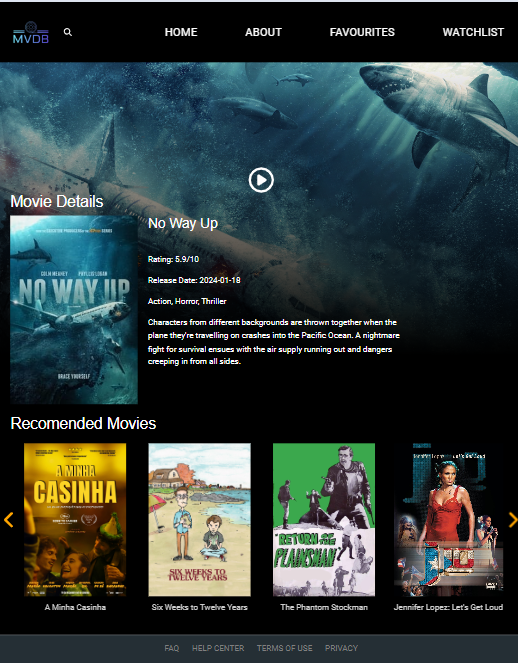 MVDB
HOME ABOUT FAVOURITES WATCHLIST
Movie Details
No Way Up
COLM MEANEY PHYLLIS LOGAN
NO WAY UP
BRACE YOURSELF
Rating: 5.9/10
Release Date: 2024-01-18
Action, Horror, Thriller
Characters from different backgrounds are thrown together when the
plane they're travelling on crashes into the Pacific Ocean. A nightmare
fight for survival ensues with the air supply running out and dangers
creeping in from all sides.
Recomended Movies
A MINHA
CASINHA
SIX WEEKS TO
TWELVE YEARS
RETURN OF THE
PLAINSMAN
Jennifer Lopez Let's Get Loud
A Minha Casinha
Six Weeks to Twelve Years
The Phantom Stockman
Jennifer Lopez: Let's Get Loud
FAQ HELP CENTER TERMS OF USE PRIVACY